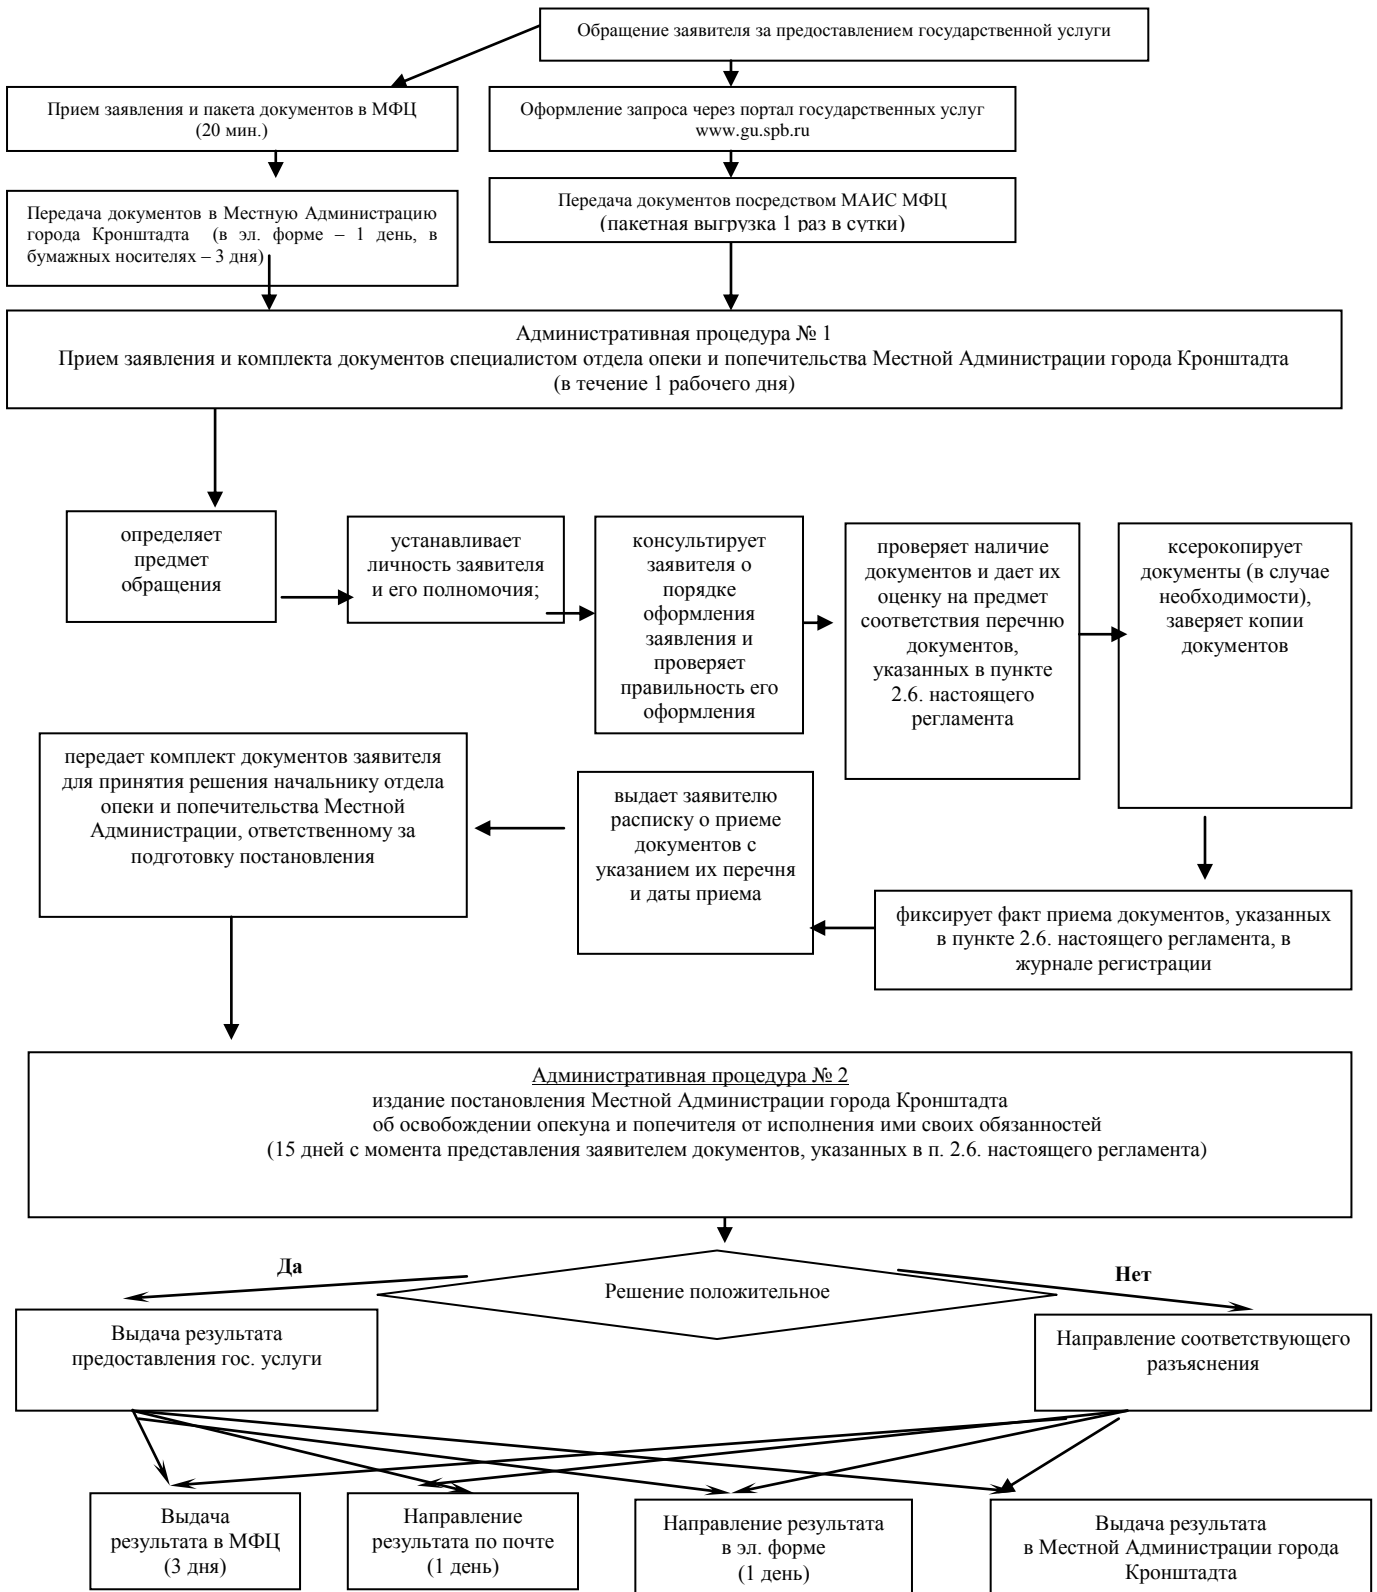 Обращение заявителя за предоставлением государственной услуги
Прием заявления и пакета документов в МФЦ
(20 мин.)
Оформление запроса через портал государственных услуг
www.gu.spb.ru
Передача документов в Местную Администрацию
города Кронштадта (в эл. форме – 1 день, в
бумажных носителях – 3 дня)
Передача документов посредством МАИС МФЦ
(пакетная выгрузка 1 раз в сутки)
Административная процедура № 1
Прием заявления и комплекта документов специалистом отдела опеки и попечительства Местной Администрации города Кронштадта
(в течение 1 рабочего дня)
определяет
предмет
обращения
устанавливает
личность заявителя
и его полномочия;
консультирует
заявителя о
порядке
оформления
заявления и
проверяет
правильность его
оформления
проверяет наличие
документов и дает их
оценку на предмет
соответствия перечню
документов,
указанных в пункте
2.6. настоящего
регламента
ксерокопирует
документы (в случае
необходимости),
заверяет копии
документов
передает комплект документов заявителя
для принятия решения начальнику отдела
опеки и попечительства Местной
Администрации, ответственному за
подготовку постановления
выдает заявителю
расписку о приеме
документов с
указанием их перечня
и даты приема
фиксирует факт приема документов, указанных
в пункте 2.6. настоящего регламента, в
журнале регистрации
Административная процедура № 2
издание постановления Местной Администрации города Кронштадта
об освобождении опекуна и попечителя от исполнения ими своих обязанностей
(15 дней с момента представления заявителем документов, указанных в п. 2.6. настоящего регламента)
Да
Нет
Решение положительное
Выдача результата
предоставления гос. услуги
Направление соответствующего
разъяснения
Выдача
результата в МФЦ
(3 дня)
Направление
результата по почте
(1 день)
Направление результата
в эл. форме
(1 день)
Выдача результата
в Местной Администрации города
Кронштадта